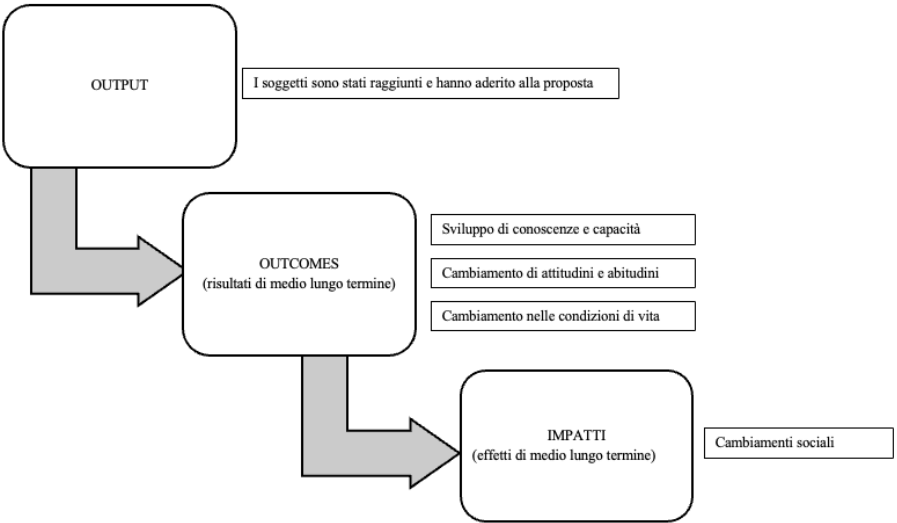 OUTPUT
I soggetti sono stati raggiunti e hanno aderito alla proposta
OUTCOMES
(risultati di medio lungo termine)
Sviluppo di conoscenze e capacità
Cambiamento di attitudini e abitudini
Cambiamento nelle condizioni di vita
IMPATTI
(effetti di medio lungo termine)
Cambiamenti sociali